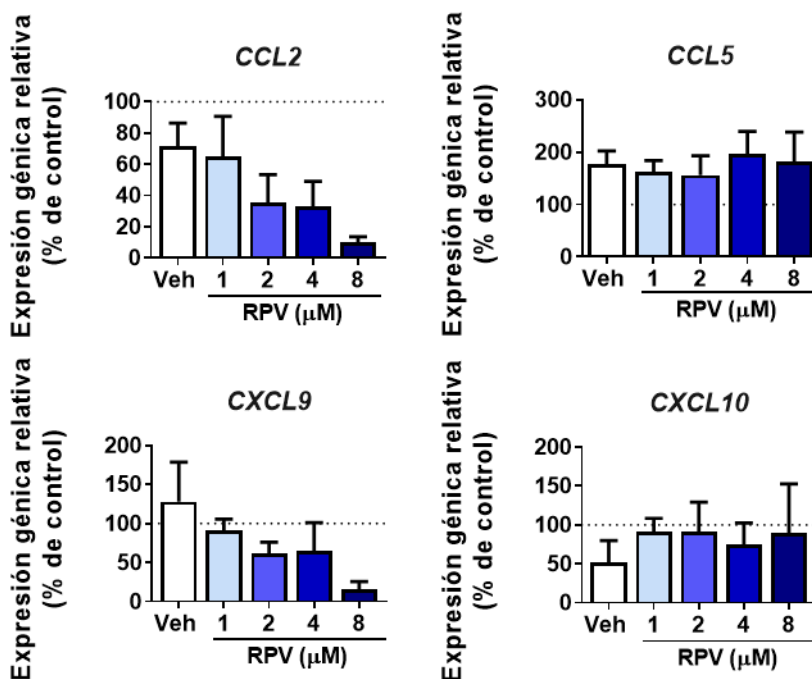 CCL2
Expresión génica relativa
(% de control)
100
80
60
40
20
0
Veh 1 2 4 8
RPV (μM)
CCL5
Expresión génica relativa
(% de control)
300
200
100
0
Veh 1 2 4 8
RPV (μM)
CXCL9
Expresión génica relativa
(% de control)
200
150
100
50
0
Veh 1 2 4 8
RPV (μM)
CXCL10
Expresión génica relativa
(% de control)
200
150
100
50
0
Veh 1 2 4 8
RPV (μM)